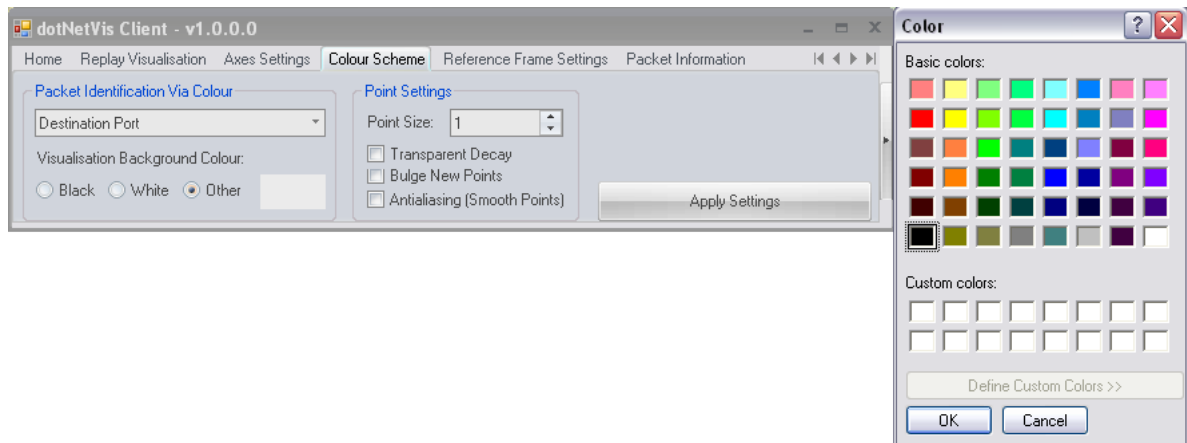 dotNetVis Client - v1.0.0.0
Home Replay Visualisation Axes Settings Colour Scheme Reference Frame Settings Packet Information
Packet Identification Via Colour
Destination Port
Visualisation Background Colour:
Black White Other
Point Settings
Point Size: 1
Transparent Decay
Bulge New Points
Antialiasing (Smooth Points)
Apply Settings
Color
Basic colors:
Custom colors:
Define Custom Colors >>
OK Cancel